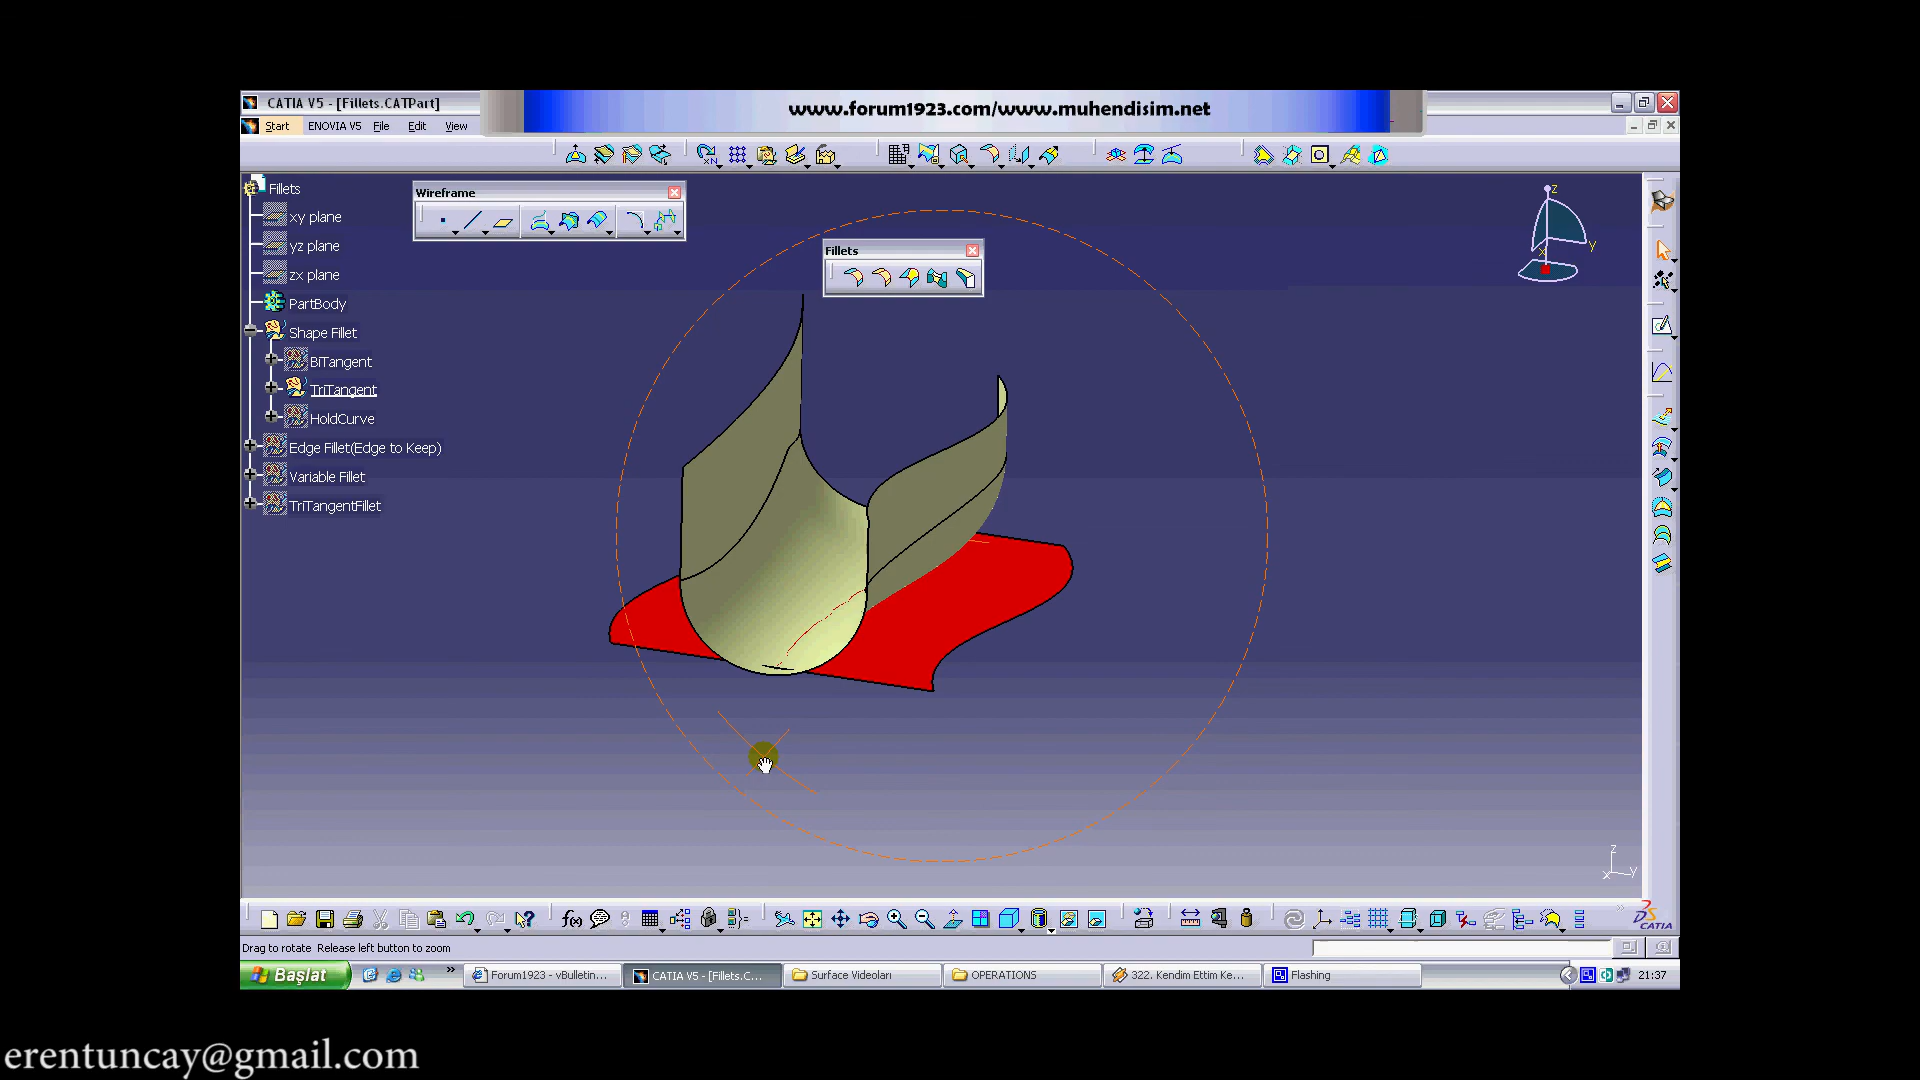 CATIA V5 - [Fillets.CATPart]
www.forum1923.com/www.muhendisim.net
Start ENOVIA V5 File Edit View
Wireframe
Fillets
Fillets
xy plane
yz plane
zx plane
PartBody
Shape Fillet
BiTangent
TriTangent
HoldCurve
Edge Fillet(Edge to Keep)
Variable Fillet
TriTangentFillet
z
y
x
z
x
y
f(x)
CATIA
Drag to rotate Release left button to zoom
Başlat
Forum1923 - vBulletin...
CATIA V5 - [Fillets.C...
Surface Videoları
OPERATIONS
322. Kendim Ettim Ke...
Flashing
21:37
erentuncay@gmail.com